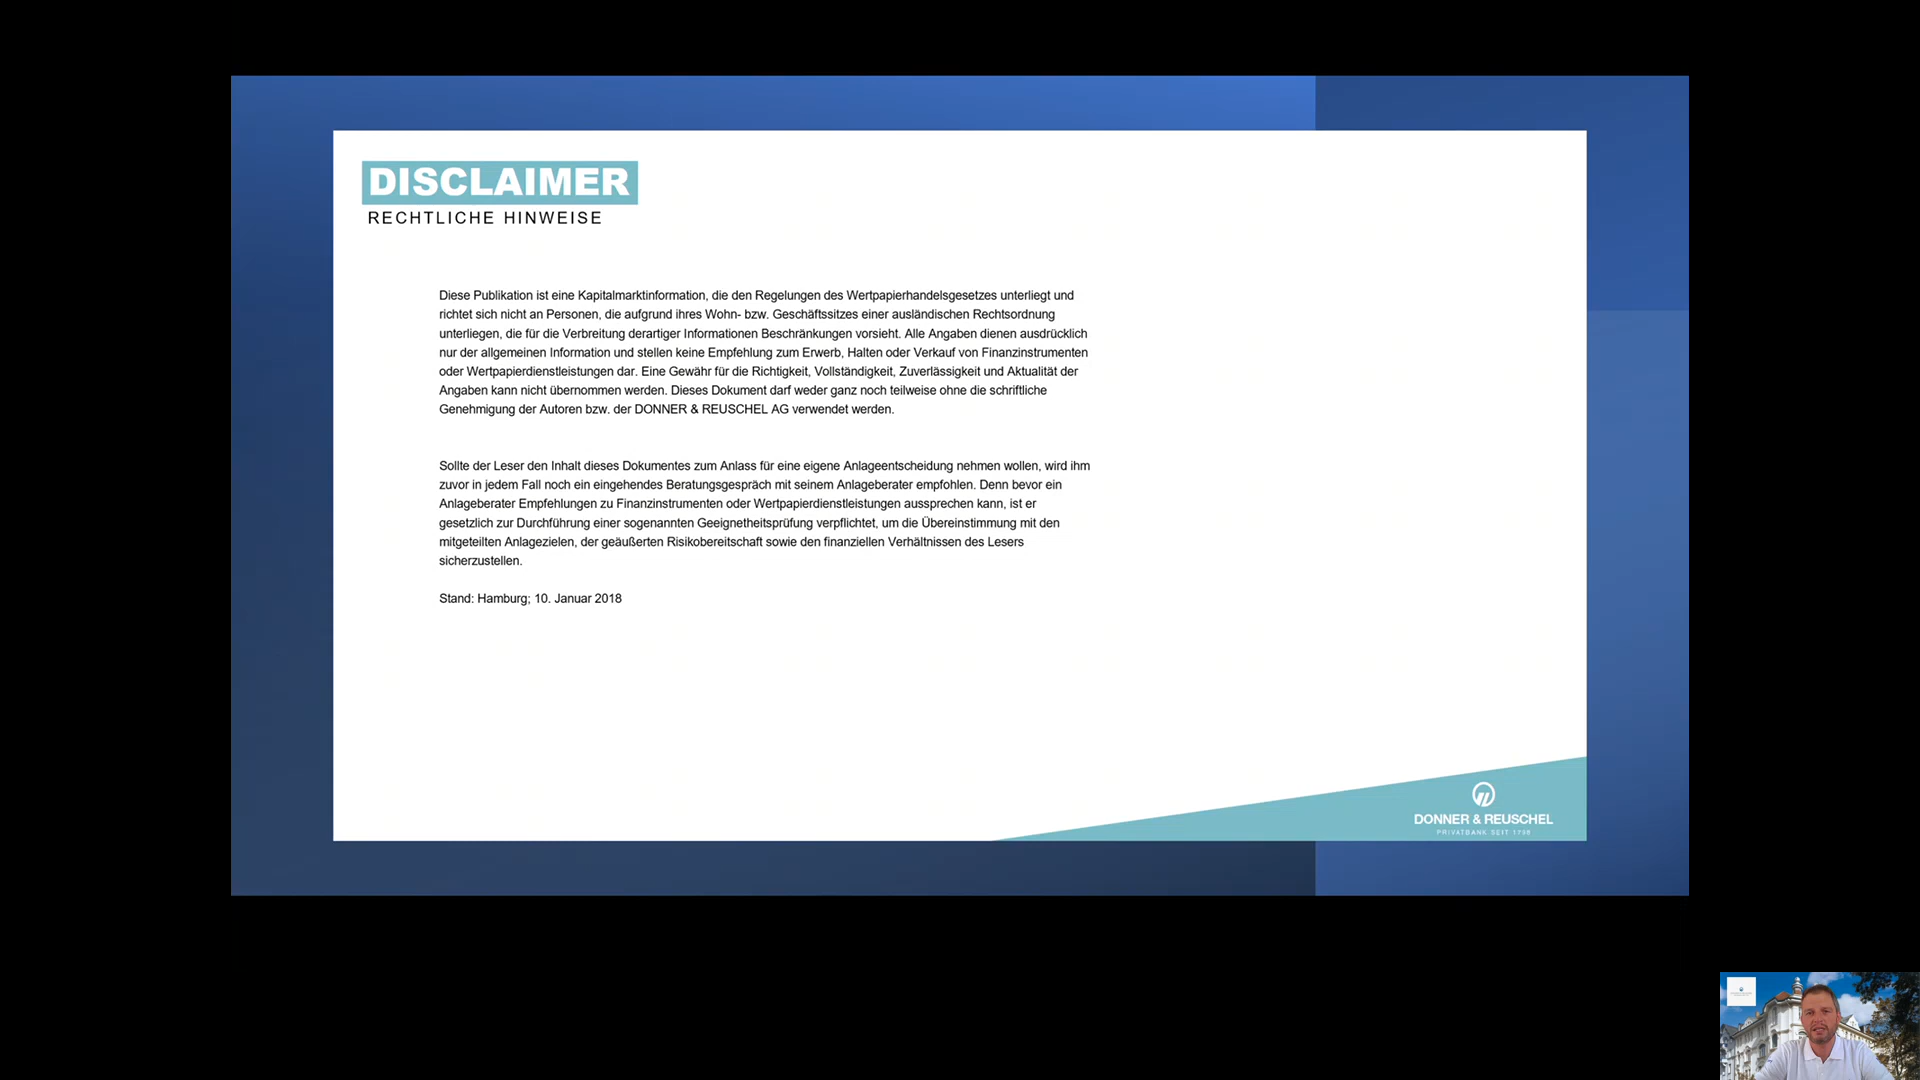 DISCLAIMER
RECHTLICHE HINWEISE
Diese Publikation ist eine Kapitalmarktinformation, die den Regelungen des Wertpapierhandelsgesetzes unterliegt und
richtet sich nicht an Personen, die aufgrund ihres Wohn- bzw. Geschäftssitzes einer ausländischen Rechtsordnung
unterliegen, die für die Verbreitung derartiger Informationen Beschränkungen vorsieht. Alle Angaben dienen ausdrücklich
nur der allgemeinen Information und stellen keine Empfehlung zum Erwerb, Halten oder Verkauf von Finanzinstrumenten
oder Wertpapierdienstleistungen dar. Eine Gewähr für die Richtigkeit, Vollständigkeit, Zuverlässigkeit und Aktualität der
Angaben kann nicht übernommen werden. Dieses Dokument darf weder ganz noch teilweise ohne die schriftliche
Genehmigung der Autoren bzw. der DONNER & REUSCHEL AG verwendet werden.
Sollte der Leser den Inhalt dieses Dokumentes zum Anlass für eine eigene Anlageentscheidung nehmen wollen, wird ihm
zuvor in jedem Fall noch ein eingehendes Beratungsgespräch mit seinem Anlageberater empfohlen. Denn bevor ein
Anlageberater Empfehlungen zu Finanzinstrumenten oder Wertpapierdienstleistungen aussprechen kann, ist er
gesetzlich zur Durchführung einer sogenannten Geeignetheitsprüfung verpflichtet, um die Übereinstimmung mit den
mitgeteilten Anlagezielen, der geäußerten Risikobereitschaft sowie den finanziellen Verhältnissen des Lesers
sicherzustellen.
Stand: Hamburg; 10. Januar 2018
DONNER & REUSCHEL
PRIVATBANK SEIT 1798